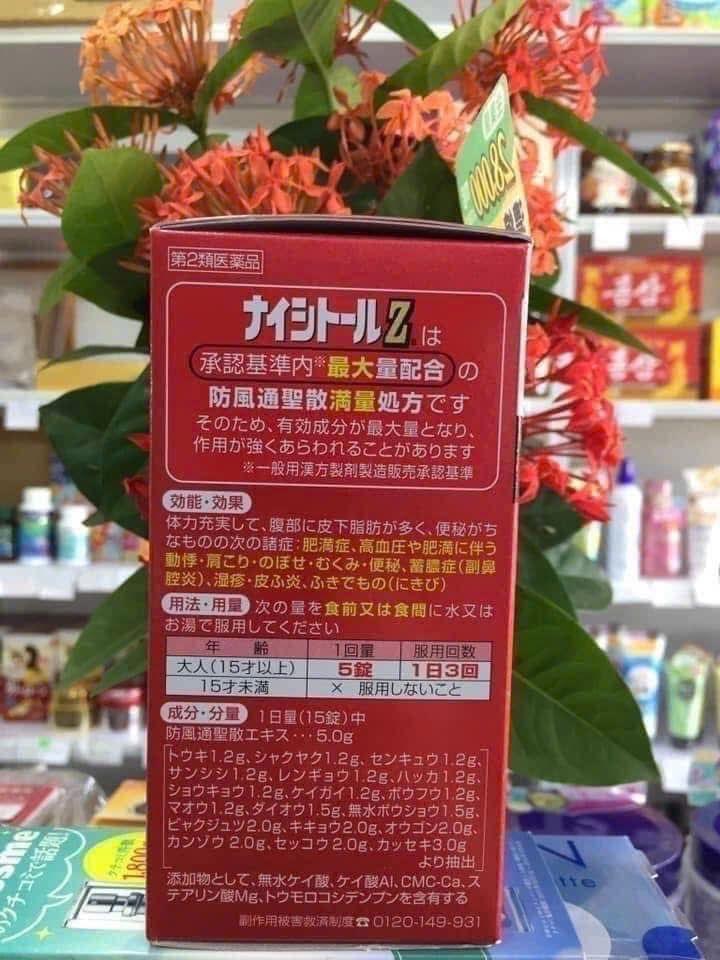 28000
第2類医薬品
ナイシトールZは
承認基準内※最大量配合の
防風通聖散満量処方です
そのため、有効成分が最大量となり、
作用が強くあらわれることがあります
※一般用漢方製剤製造販売承認基準
効能・効果
体力充実して、腹部に皮下脂肪が多く、便秘がち
なものの次の諸症:肥満症、高血圧や肥満に伴う
動悸・肩こり・のぼせ・むくみ・便秘、蓄膿症(副鼻
腔炎)、湿疹・皮ふ炎、ふきでもの(にきび)
用法・用量 次の量を食前又は食間に水又は
お湯で服用してください
年 齢 1回量 服用回数
大人(15才以上) 5錠 1日3回
15才未満 × 服用しないこと
成分・分量 1日量(15錠)中
防風通聖散エキス・・・5.0g
トウキ1.2g、シャクヤク1.2g、センキュウ1.2g、
サンシシ1.2g、レンギョウ1.2g、ハッカ1.2g、
ショウキョウ1.2g、ケイガイ1.2g、ボウフウ1.2g、
マオウ1.2g、ダイオウ1.5g、無水ボウショウ1.5g、
ビャクジュツ2.0g、キキョウ2.0g、オウゴン2.0g、
カンゾウ2.0g、セッコウ2.0g、カッセキ3.0g
より抽出
添加物として、無水ケイ酸、ケイ酸Al、CMC-Ca、ス
テアリン酸Mg、トウモロコシデンプンを含有する
副作用被害救済制度☎0120-149-931
홍삼
홍삼
クチコミで話題!